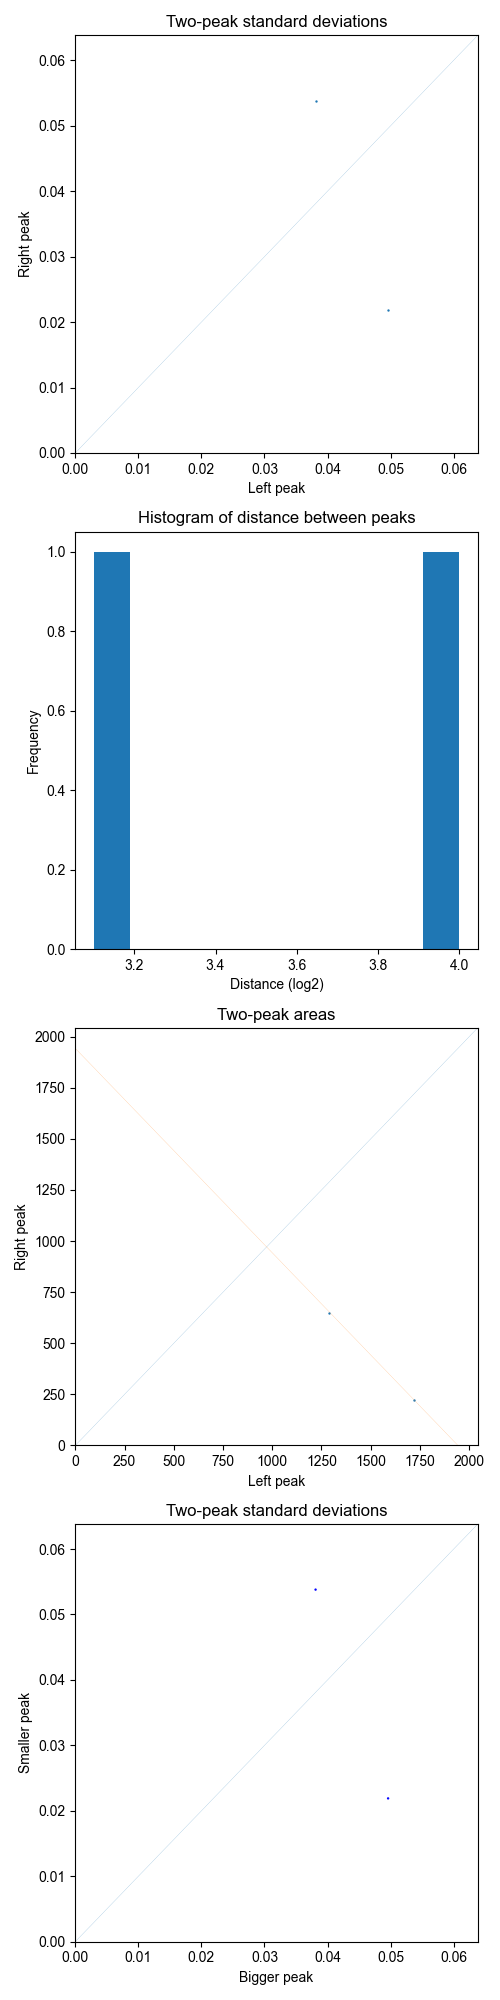 Two-peak standard deviations
0.06
0.05
0.04
Right peak
0.03
0.02
0.01
0.00
0.00 0.01 0.02 0.03 0.04 0.05 0.06
Left peak
Histogram of distance between peaks
1.0
0.8
0.6
Frequency
0.4
0.2
0.0
3.2 3.4 3.6 3.8 4.0
Distance (log2)
Two-peak areas
2000
1750
1500
1250
Right peak
1000
750
500
250
0
0 250 500 750 1000 1250 1500 1750 2000
Left peak
Two-peak standard deviations
0.06
0.05
0.04
Smaller peak
0.03
0.02
0.01
0.00
0.00 0.01 0.02 0.03 0.04 0.05 0.06
Bigger peak